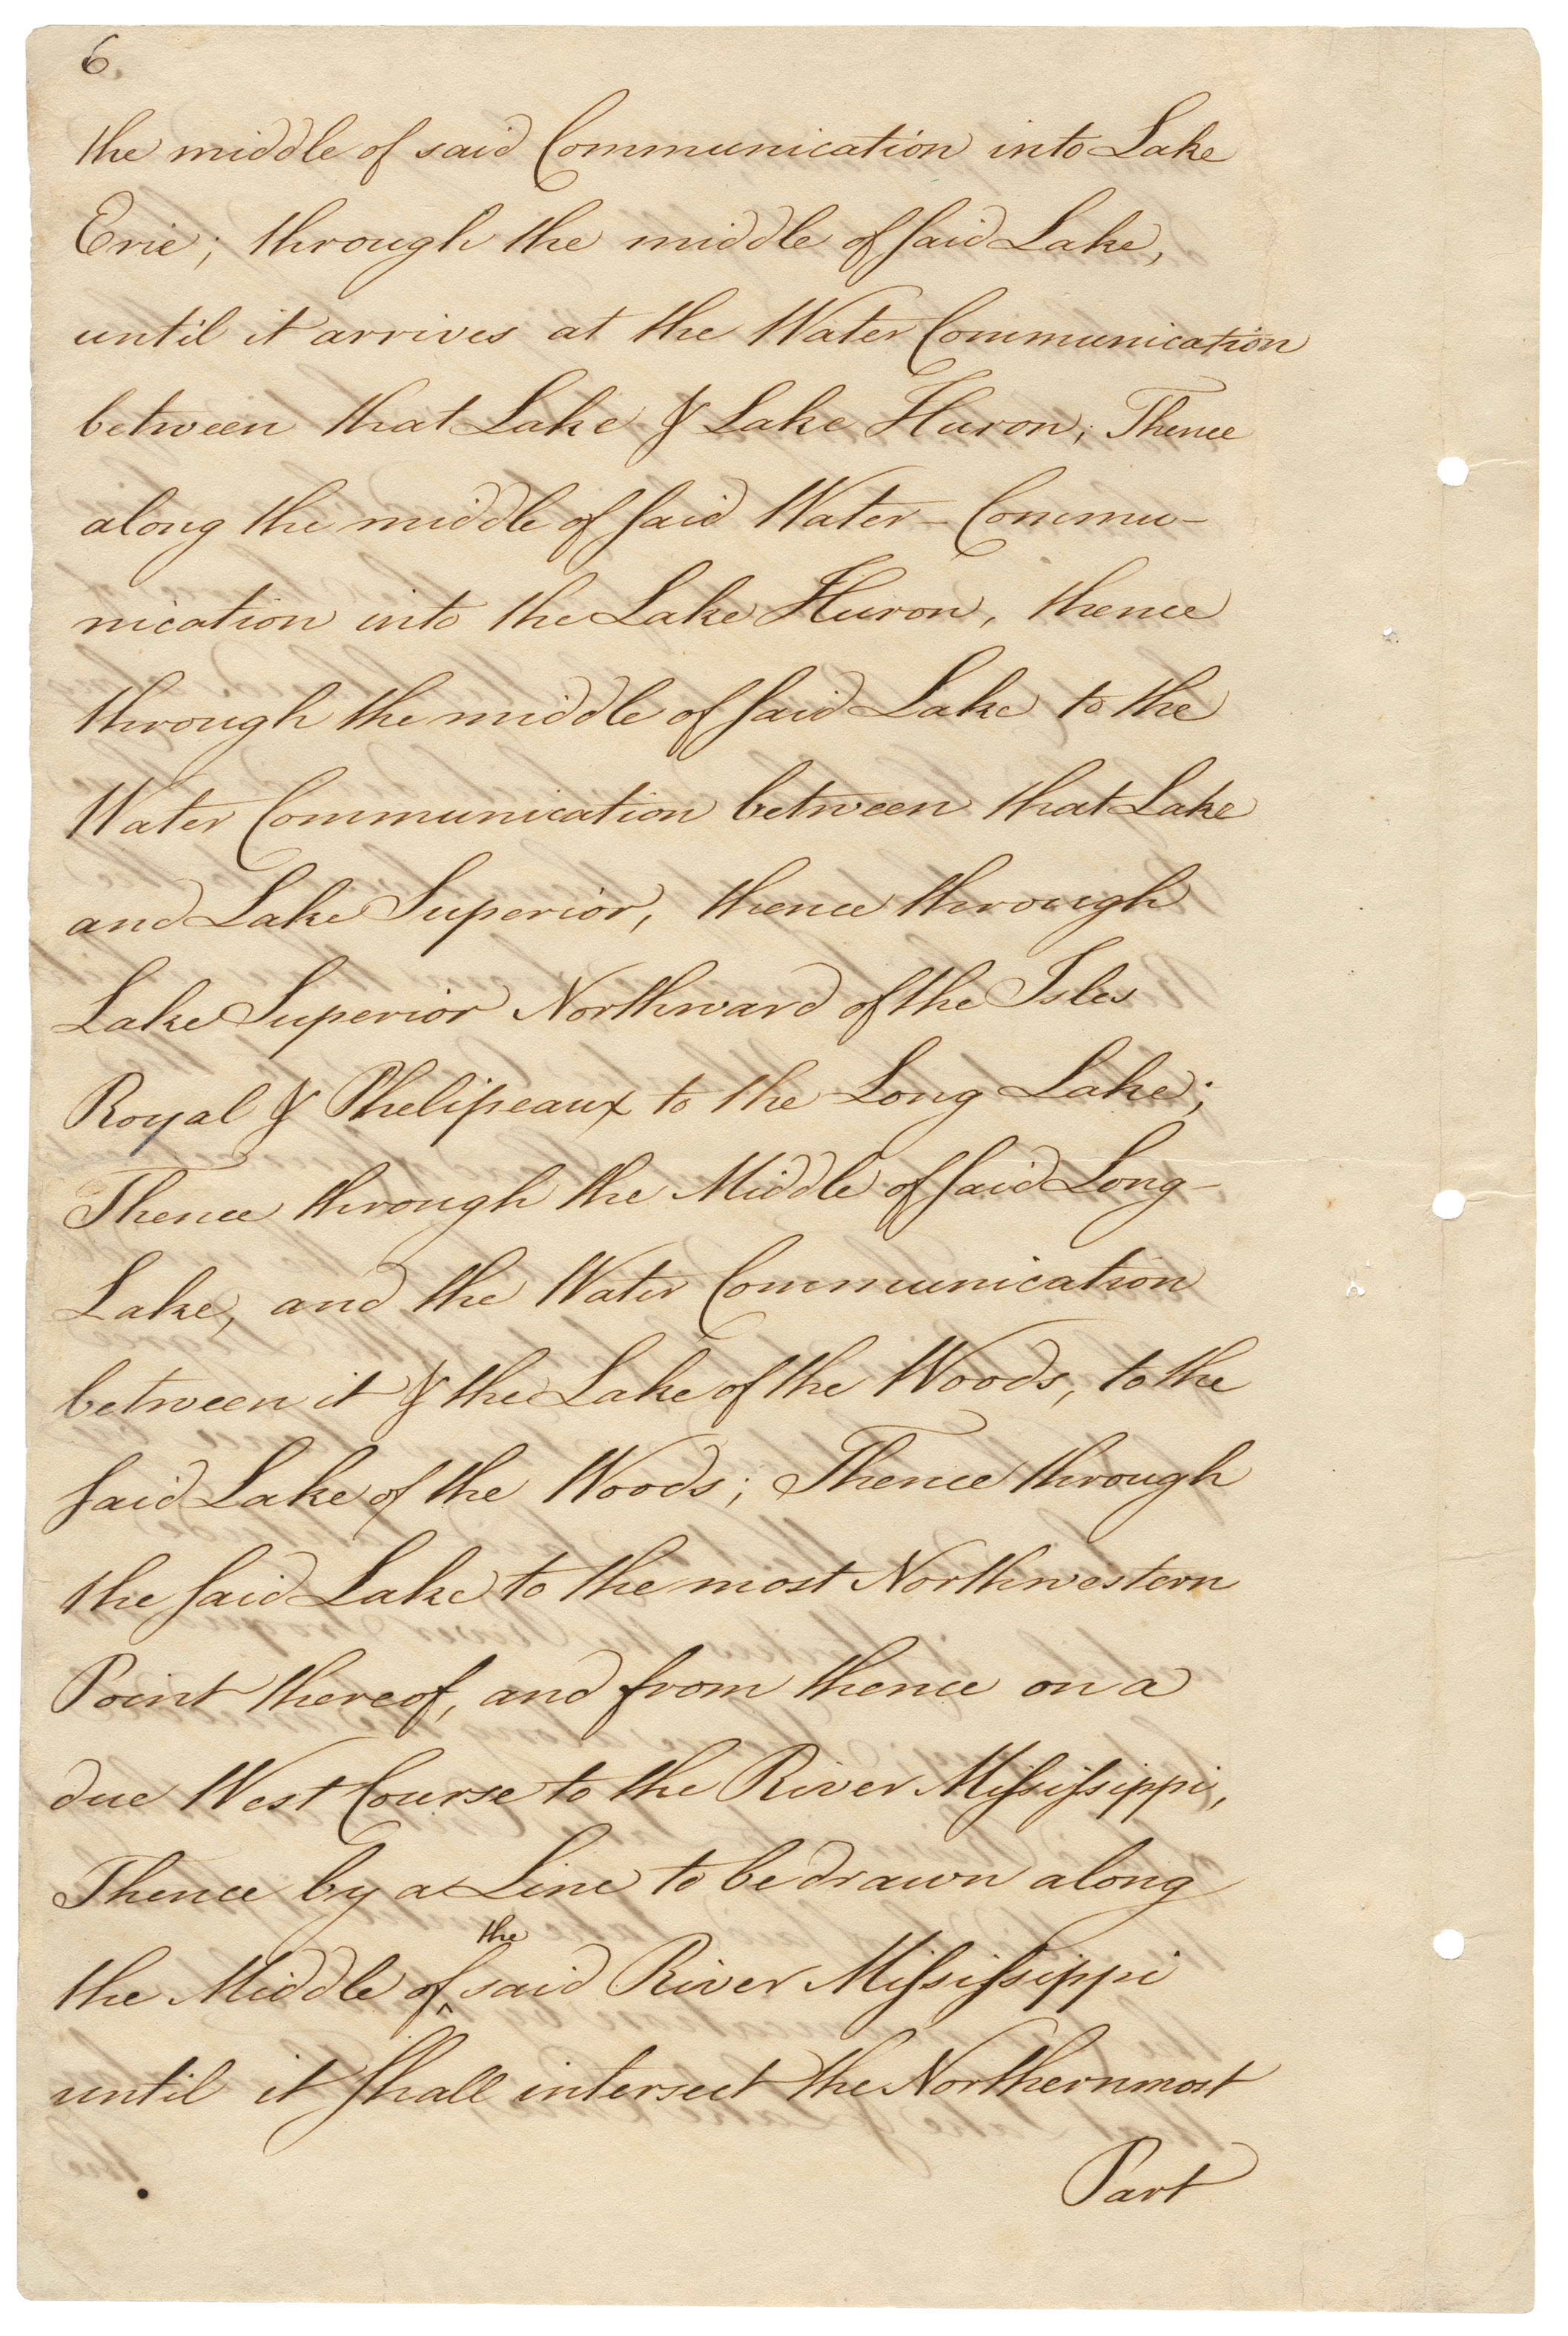 6.
the middle of said Communication into Lake
Erie; through the middle of said Lake,
until it arrives at the Water Communication
between that Lake & Lake Huron; Thence
along the middle of said Water-Commu-
nication into the Lake Huron, thence
through the middle of said Lake to the
Water Communication between that Lake
and Lake Superior, thence through
Lake Superior Northward of the Isles
Royal & Phelipeaux to the Long Lake;
Thence through the Middle of said Long-
Lake, and the Water Communication
between it & the Lake of the Woods, to the
said Lake of the Woods; Thence through
the said Lake to the most Northwestern
Point thereof, and from thence on a
due West Course to the River Mississippi,
Thence by a Line to be drawn along
the Middle of the said River Mississippi
until it shall intersect the Northernmost
Part